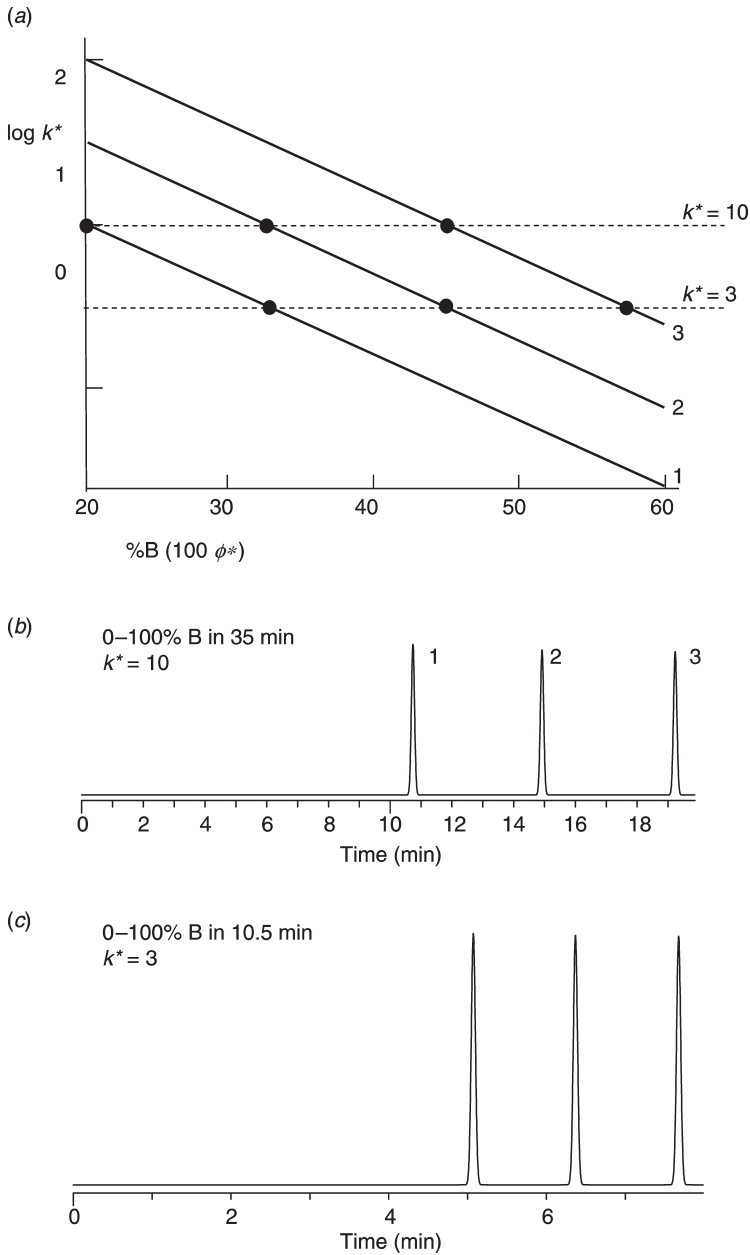 (a)
2
log k*
1
k* = 10
0
k* = 3
3
2
1
20 30 40 50 60
%B (100 ϕ*)
(b)
0–100% B in 35 min
k* = 10
1 2 3
0 2 4 6 8 10 12 14 16 18
Time (min)
(c)
0–100% B in 10.5 min
k* = 3
0 2 4 6
Time (min)